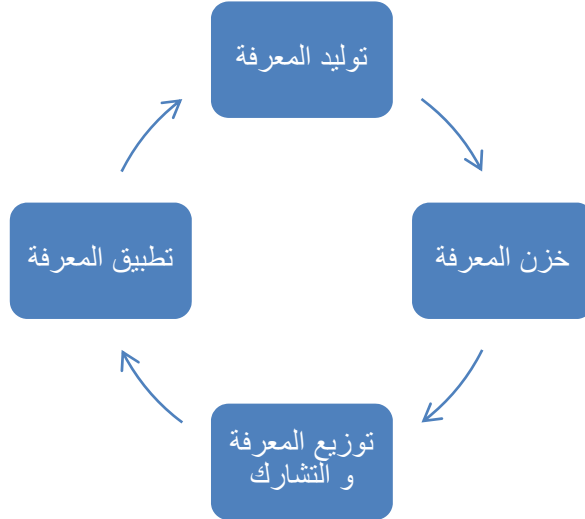 توليد المعرفة
خزن المعرفة
توزيع المعرفة
و التشارك
تطبيق المعرفة